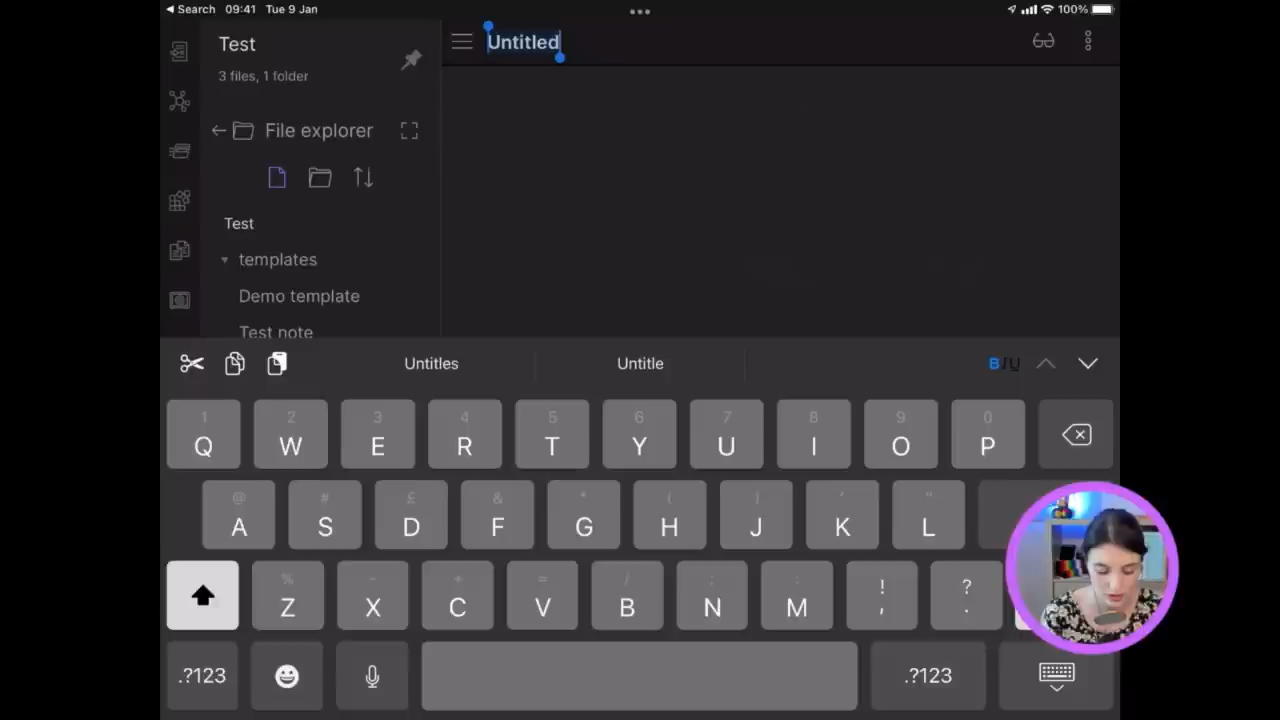 Search 09:41 Tue 9 Jan
100%
Test
3 files, 1 folder
Untitled
File explorer
Test
templates
Demo template
Test note
Untitles Untitle BIU
1 2 3 4 5 6 7 8 9 0
Q W E R T Y U I O P
@ # £ & * ( ) ' "
A S D F G H J K L
% - + = / ; : ! ?
Z X C V B N M , .
.?123 .?123